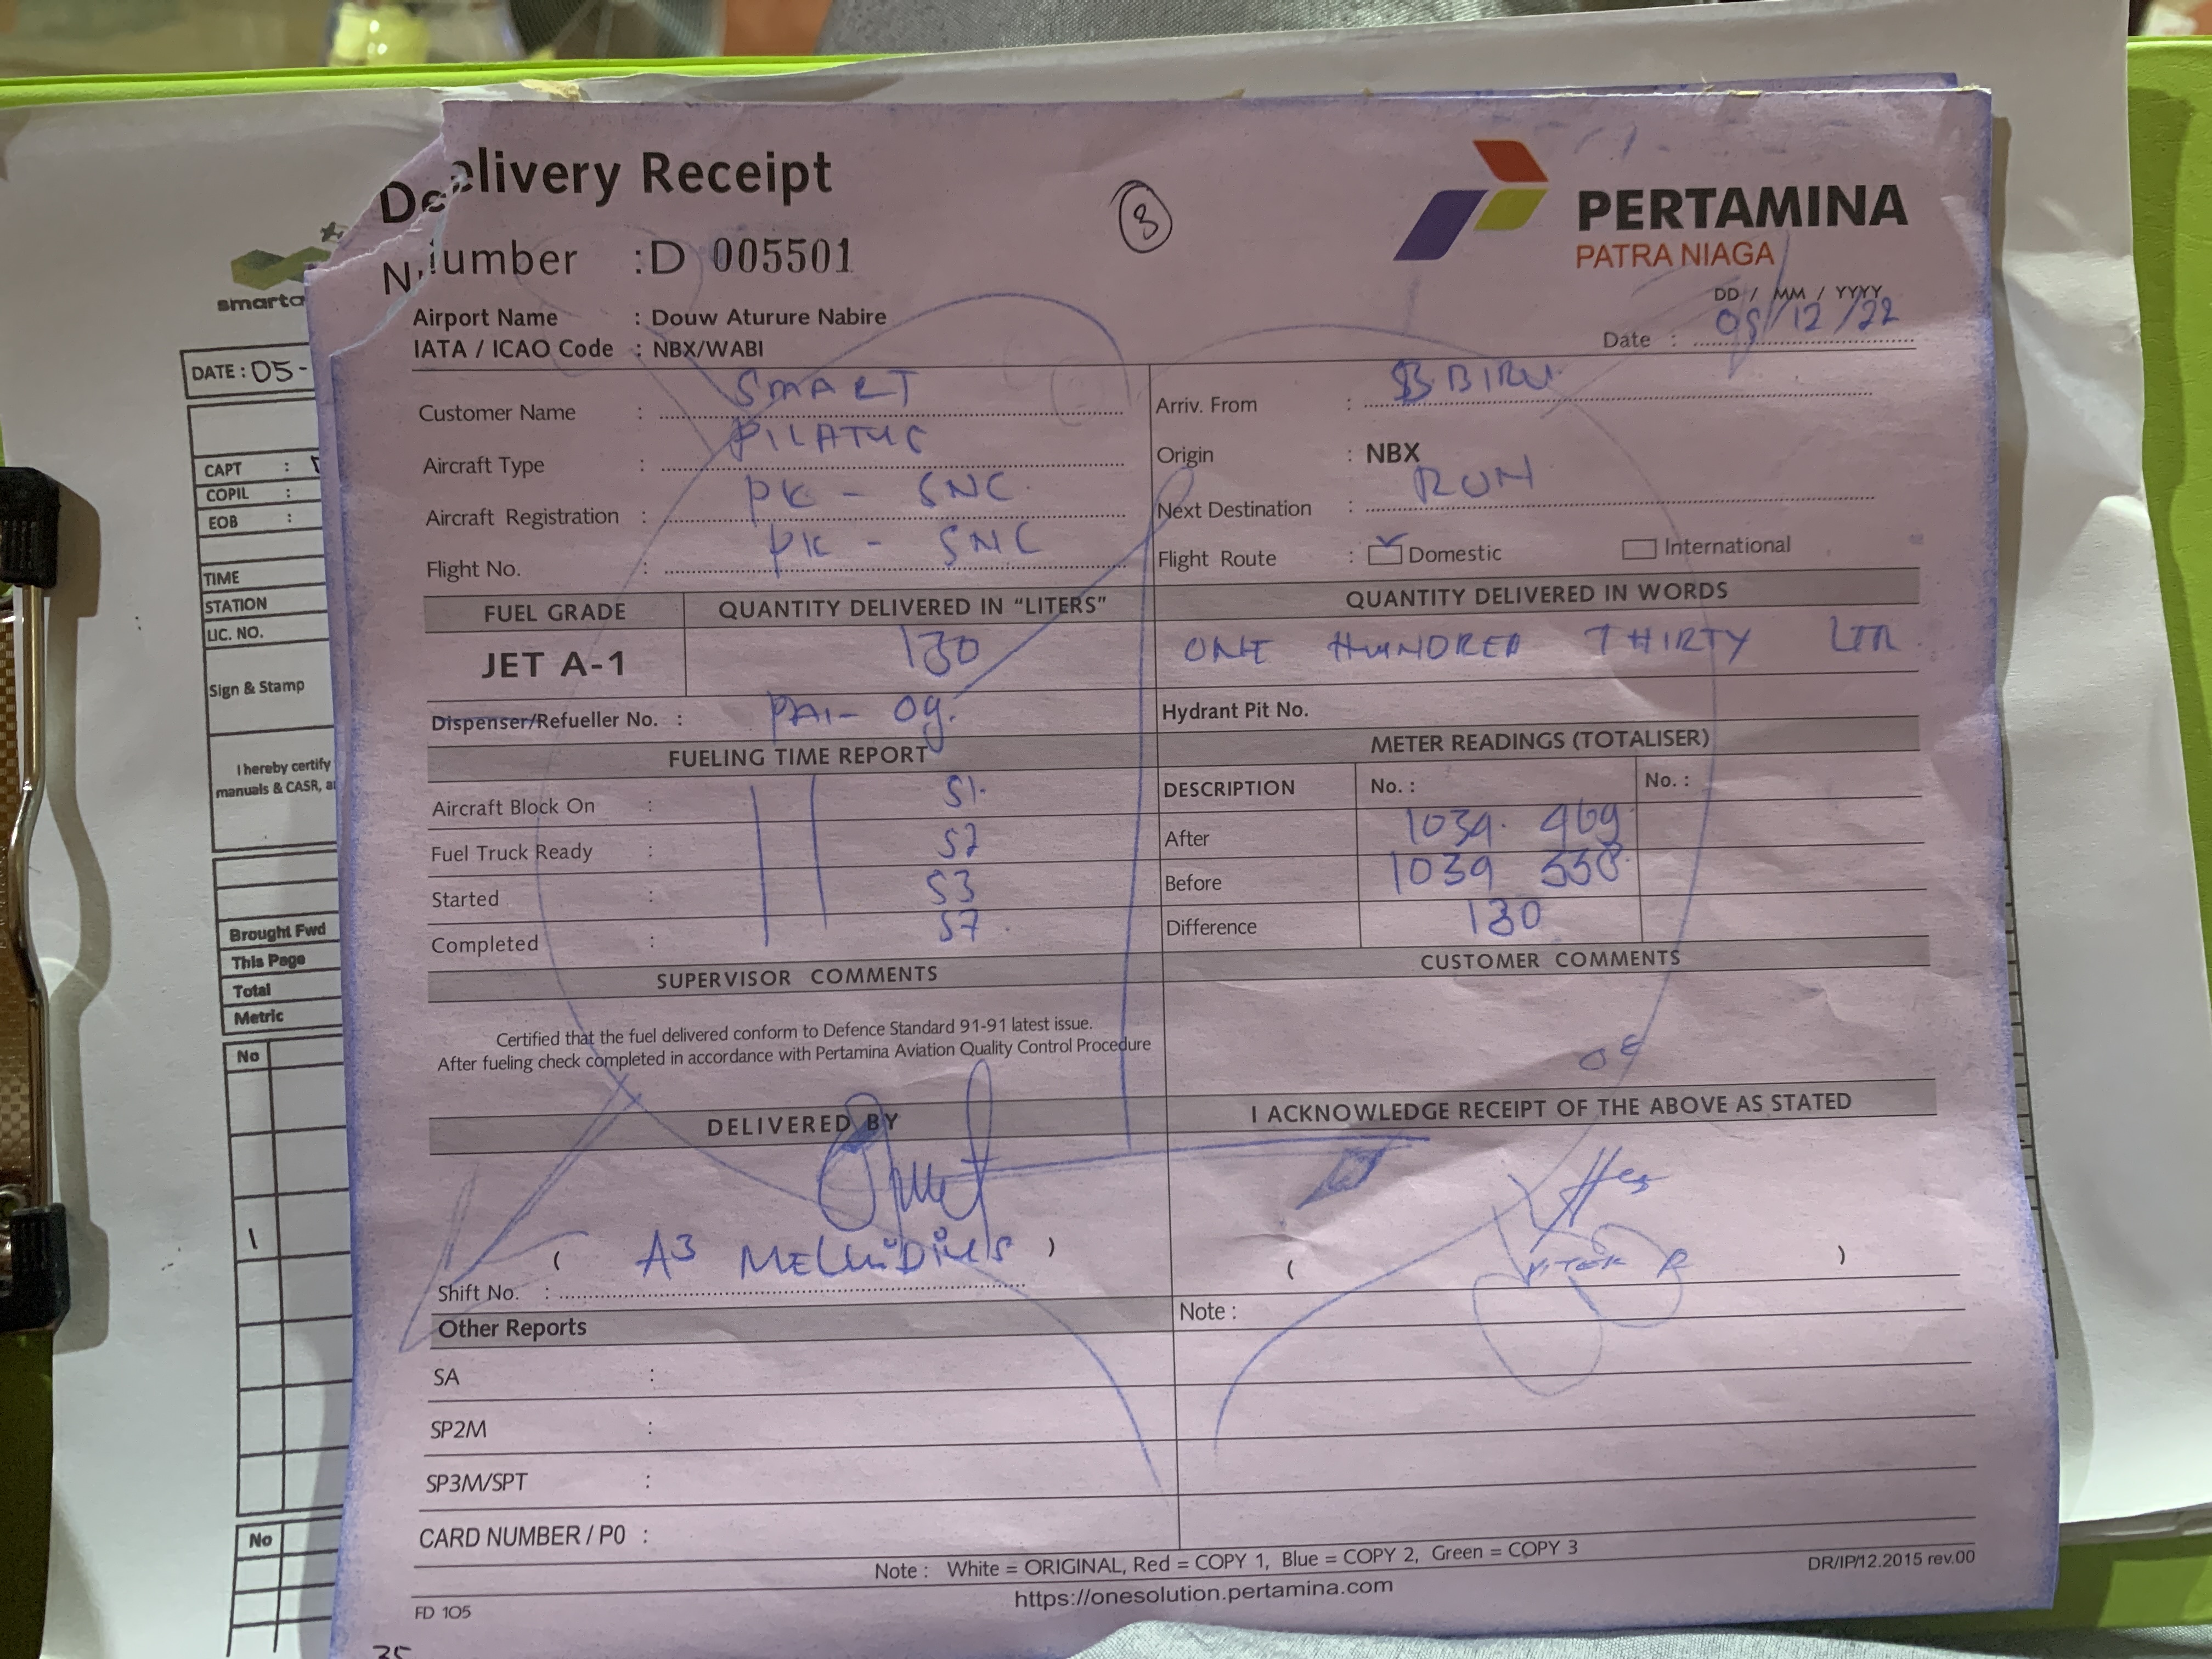 Delivery Receipt
Number : D 005501
8
PERTAMINA
PATRA NIAGA
Airport Name : Douw Aturure Nabire
IATA / ICAO Code : NBX/WABI
DD / MM / YYYY
Date : 05/12/22
Customer Name : SMART
Aircraft Type : PILATUS
Aircraft Registration : PK - SNC
Flight No. : PK - SNC
Arriv. From : BIRU
Origin : NBX
Next Destination : RON
Flight Route : Domestic International
FUEL GRADE QUANTITY DELIVERED IN “LITERS” QUANTITY DELIVERED IN WORDS
JET A-1 130 ONE HUNDRED THIRTY LTR
Dispenser/Refueller No. : PAI- 09. Hydrant Pit No.
FUELING TIME REPORT
Aircraft Block On : 51.
Fuel Truck Ready : 52
Started : 53
Completed : 57
METER READINGS (TOTALISER)
DESCRIPTION No. : No. :
After 1039. 469
Before 1039
Difference 130
SUPERVISOR COMMENTS CUSTOMER COMMENTS
Certified that the fuel delivered conform to Defence Standard 91-91 latest issue.
After fueling check completed in accordance with Pertamina Aviation Quality Control Procedure
DELIVERED BY I ACKNOWLEDGE RECEIPT OF THE ABOVE AS STATED
( A3 )
( )
Shift No. :
Note :
Other Reports
SA :
SP2M :
SP3M/SPT :
CARD NUMBER / P0 :
Note : White = ORIGINAL, Red = COPY 1, Blue = COPY 2, Green = COPY 3
DR/IP/12.2015 rev.00
https://onesolution.pertamina.com
FD 105
DATE : 05-
CAPT :
COPIL :
EOB :
TIME
STATION
LIC. NO.
Sign & Stamp
I hereby certify
manuals & CASR,
Brought Fwd
This Page
Total
Metric
No
1
No
35